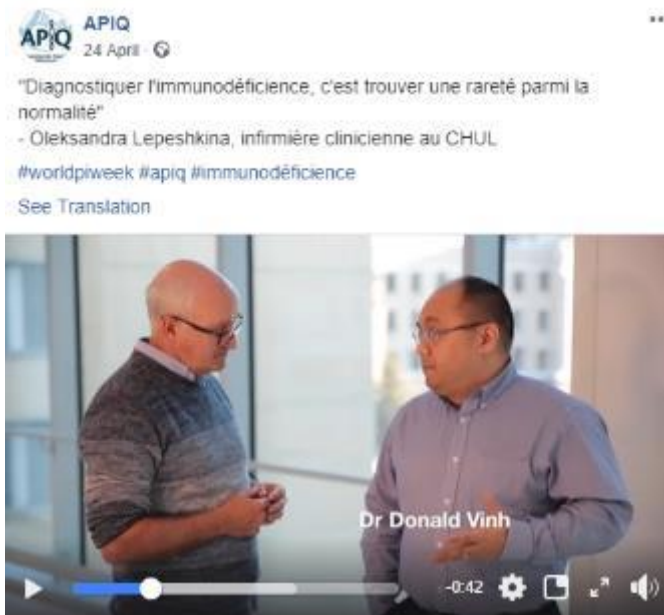 APIQ
APIQ
24 April
"Diagnostiquer l'immunodéficience, c'est trouver une rareté parmi la
normalité"
- Oleksandra Lepeshkina, infirmière clinicienne au CHUL
#worldpiweek #apiq #immunodéficience
See Translation
Dr Donald Vinh
-0:42